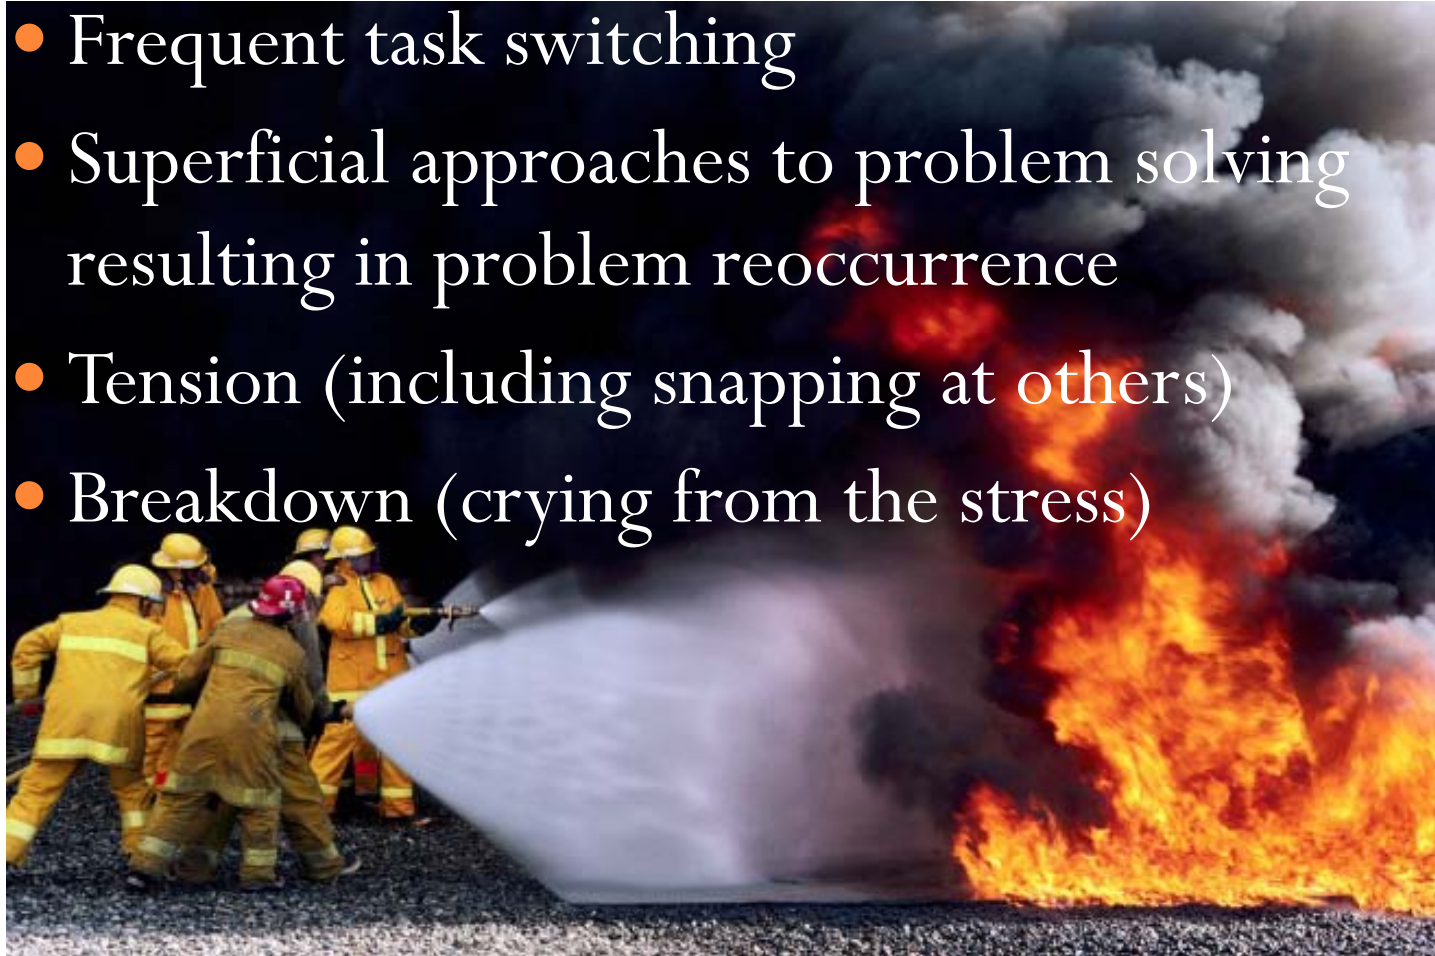 • Frequent task switching
• Superficial approaches to problem solving
resulting in problem reoccurrence
• Tension (including snapping at others)
• Breakdown (crying from the stress)